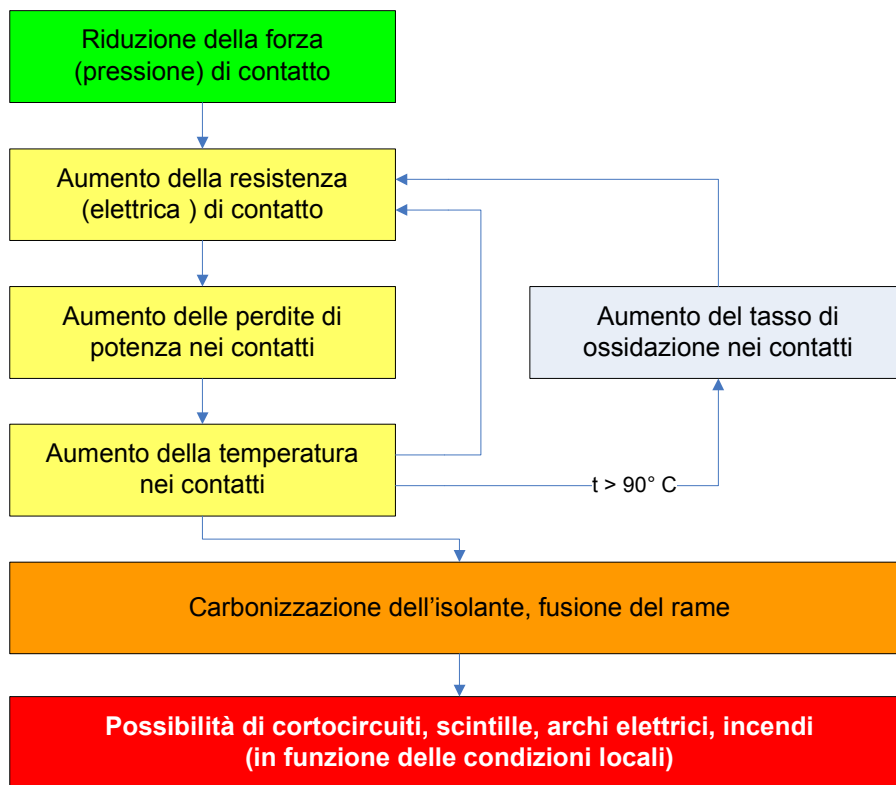 Riduzione della forza
(pressione) di contatto
Aumento della resistenza
(elettrica ) di contatto
Aumento delle perdite di
potenza nei contatti
Aumento del tasso di
ossidazione nei contatti
Aumento della temperatura
nei contatti
t > 90° C
Carbonizzazione dell'isolante, fusione del rame
Possibilità di cortocircuiti, scintille, archi elettrici, incendi
(in funzione delle condizioni locali)